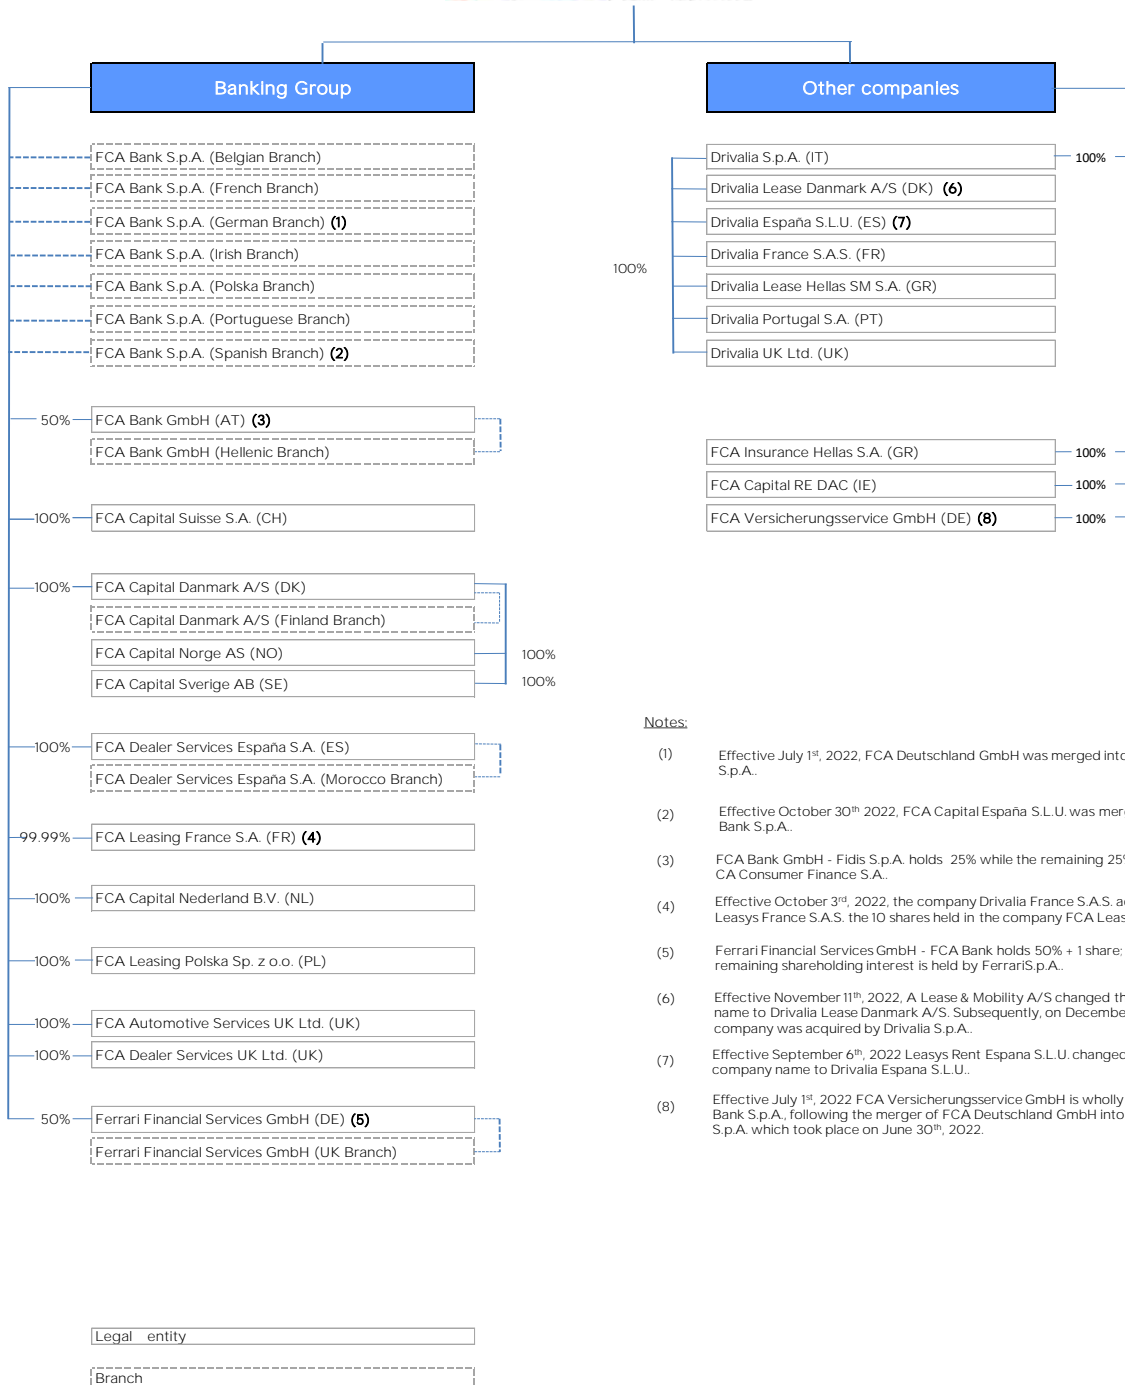 Banking Group
Other companies
FCA Bank S.p.A. (Belgian Branch)
FCA Bank S.p.A. (French Branch)
FCA Bank S.p.A. (German Branch) (1)
FCA Bank S.p.A. (Irish Branch)
FCA Bank S.p.A. (Polska Branch)
FCA Bank S.p.A. (Portuguese Branch)
FCA Bank S.p.A. (Spanish Branch) (2)
50% FCA Bank GmbH (AT) (3)
FCA Bank GmbH (Hellenic Branch)
100% FCA Capital Suisse S.A. (CH)
100% FCA Capital Danmark A/S (DK)
FCA Capital Danmark A/S (Finland Branch)
FCA Capital Norge AS (NO) 100%
FCA Capital Sverige AB (SE) 100%
100% FCA Dealer Services España S.A. (ES)
FCA Dealer Services España S.A. (Morocco Branch)
99.99% FCA Leasing France S.A. (FR) (4)
100% FCA Capital Nederland B.V. (NL)
100% FCA Leasing Polska Sp. z o.o. (PL)
100% FCA Automotive Services UK Ltd. (UK)
100% FCA Dealer Services UK Ltd. (UK)
50% Ferrari Financial Services GmbH (DE) (5)
Ferrari Financial Services GmbH (UK Branch)
Legal entity
Branch
Drivalia S.p.A. (IT) 100%
Drivalia Lease Danmark A/S (DK) (6)
Drivalia España S.L.U. (ES) (7)
Drivalia France S.A.S. (FR)
100%
Drivalia Lease Hellas SM S.A. (GR)
Drivalia Portugal S.A. (PT)
Drivalia UK Ltd. (UK)
FCA Insurance Hellas S.A. (GR) 100%
FCA Capital RE DAC (IE) 100%
FCA Versicherungsservice GmbH (DE) (8) 100%
Notes:
(1) Effective July 1st, 2022, FCA Deutschland GmbH was merged
S.p.A..
(2) Effective October 30th 2022, FCA Capital España S.L.U. was
Bank S.p.A..
(3) FCA Bank GmbH - Fidis S.p.A. holds 25% while the remaining 25%
CA Consumer Finance S.A..
(4) Effective October 3rd, 2022, the company Drivalia France S.A.S.
Leasys France S.A.S. the 10 shares held in the company FCA
(5) Ferrari Financial Services GmbH - FCA Bank holds 50% + 1 share;
remaining shareholding interest is held by FerrariS.p.A..
(6) Effective November 11th, 2022, A Lease & Mobility A/S changed
name to Drivalia Lease Danmark A/S. Subsequently, on
company was acquired by Drivalia S.p.A..
(7) Effective September 6th, 2022 Leasys Rent Espana S.L.U. changed
company name to Drivalia Espana S.L.U..
(8) Effective July 1st, 2022 FCA Versicherungsservice GmbH is wholly
Bank S.p.A., following the merger of FCA Deutschland GmbH into
S.p.A. which took place on June 30th, 2022.